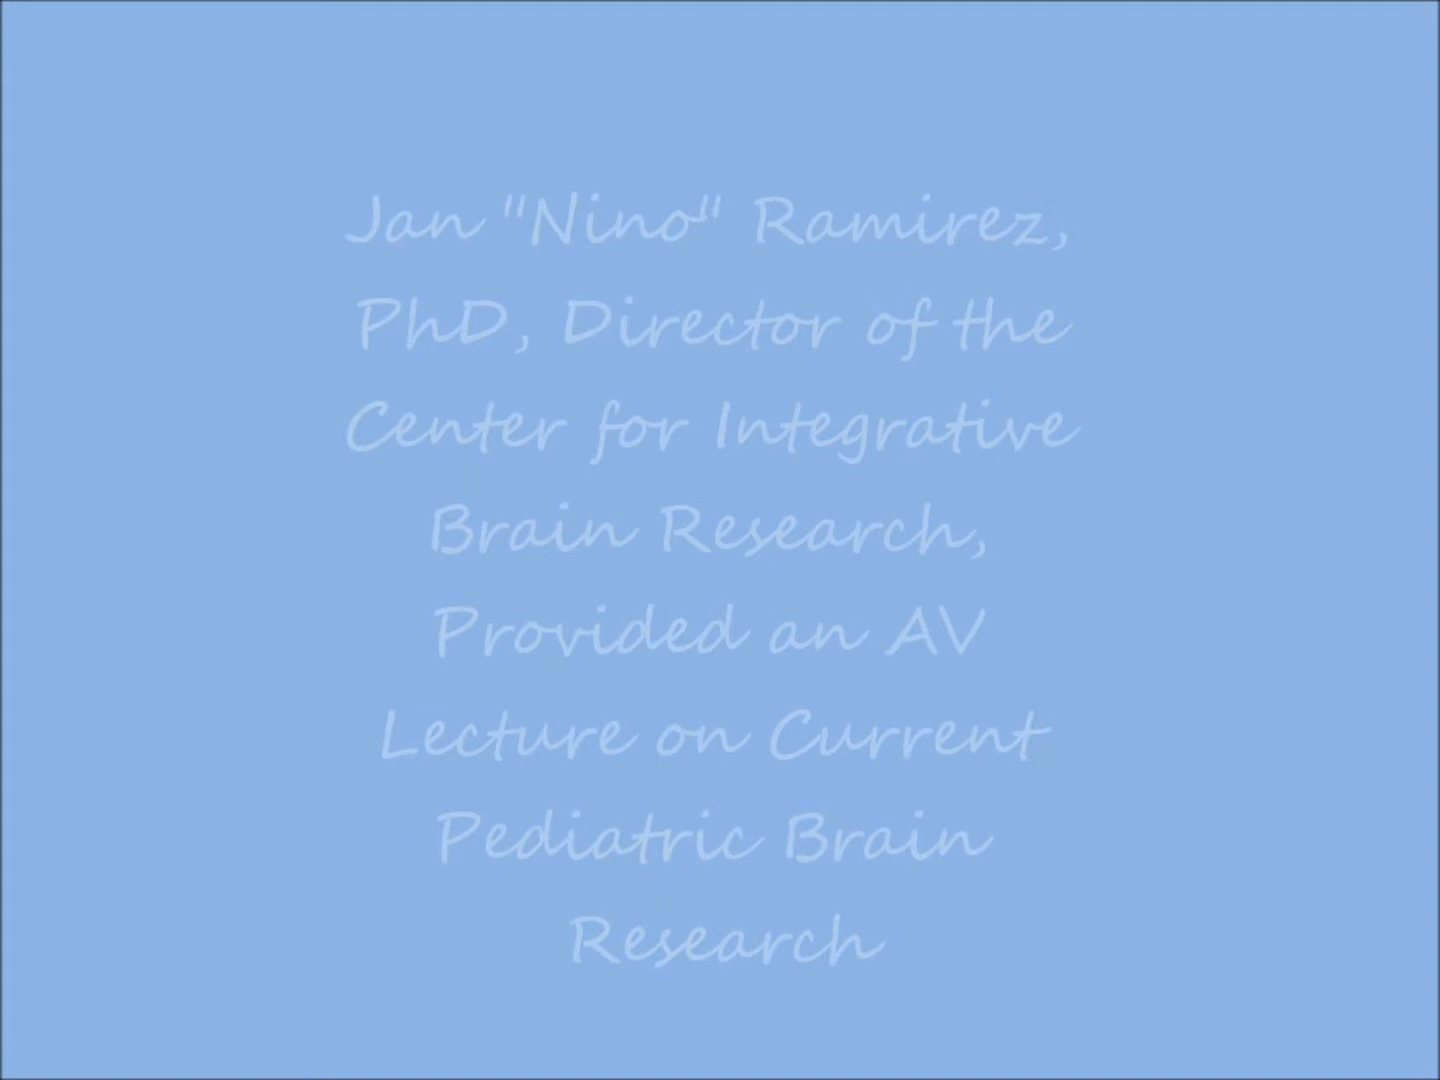 Jan "Nino" Ramirez,
PhD, Director of the
Center for Integrative
Brain Research,
Provided an AV
Lecture on Current
Pediatric Brain
Research